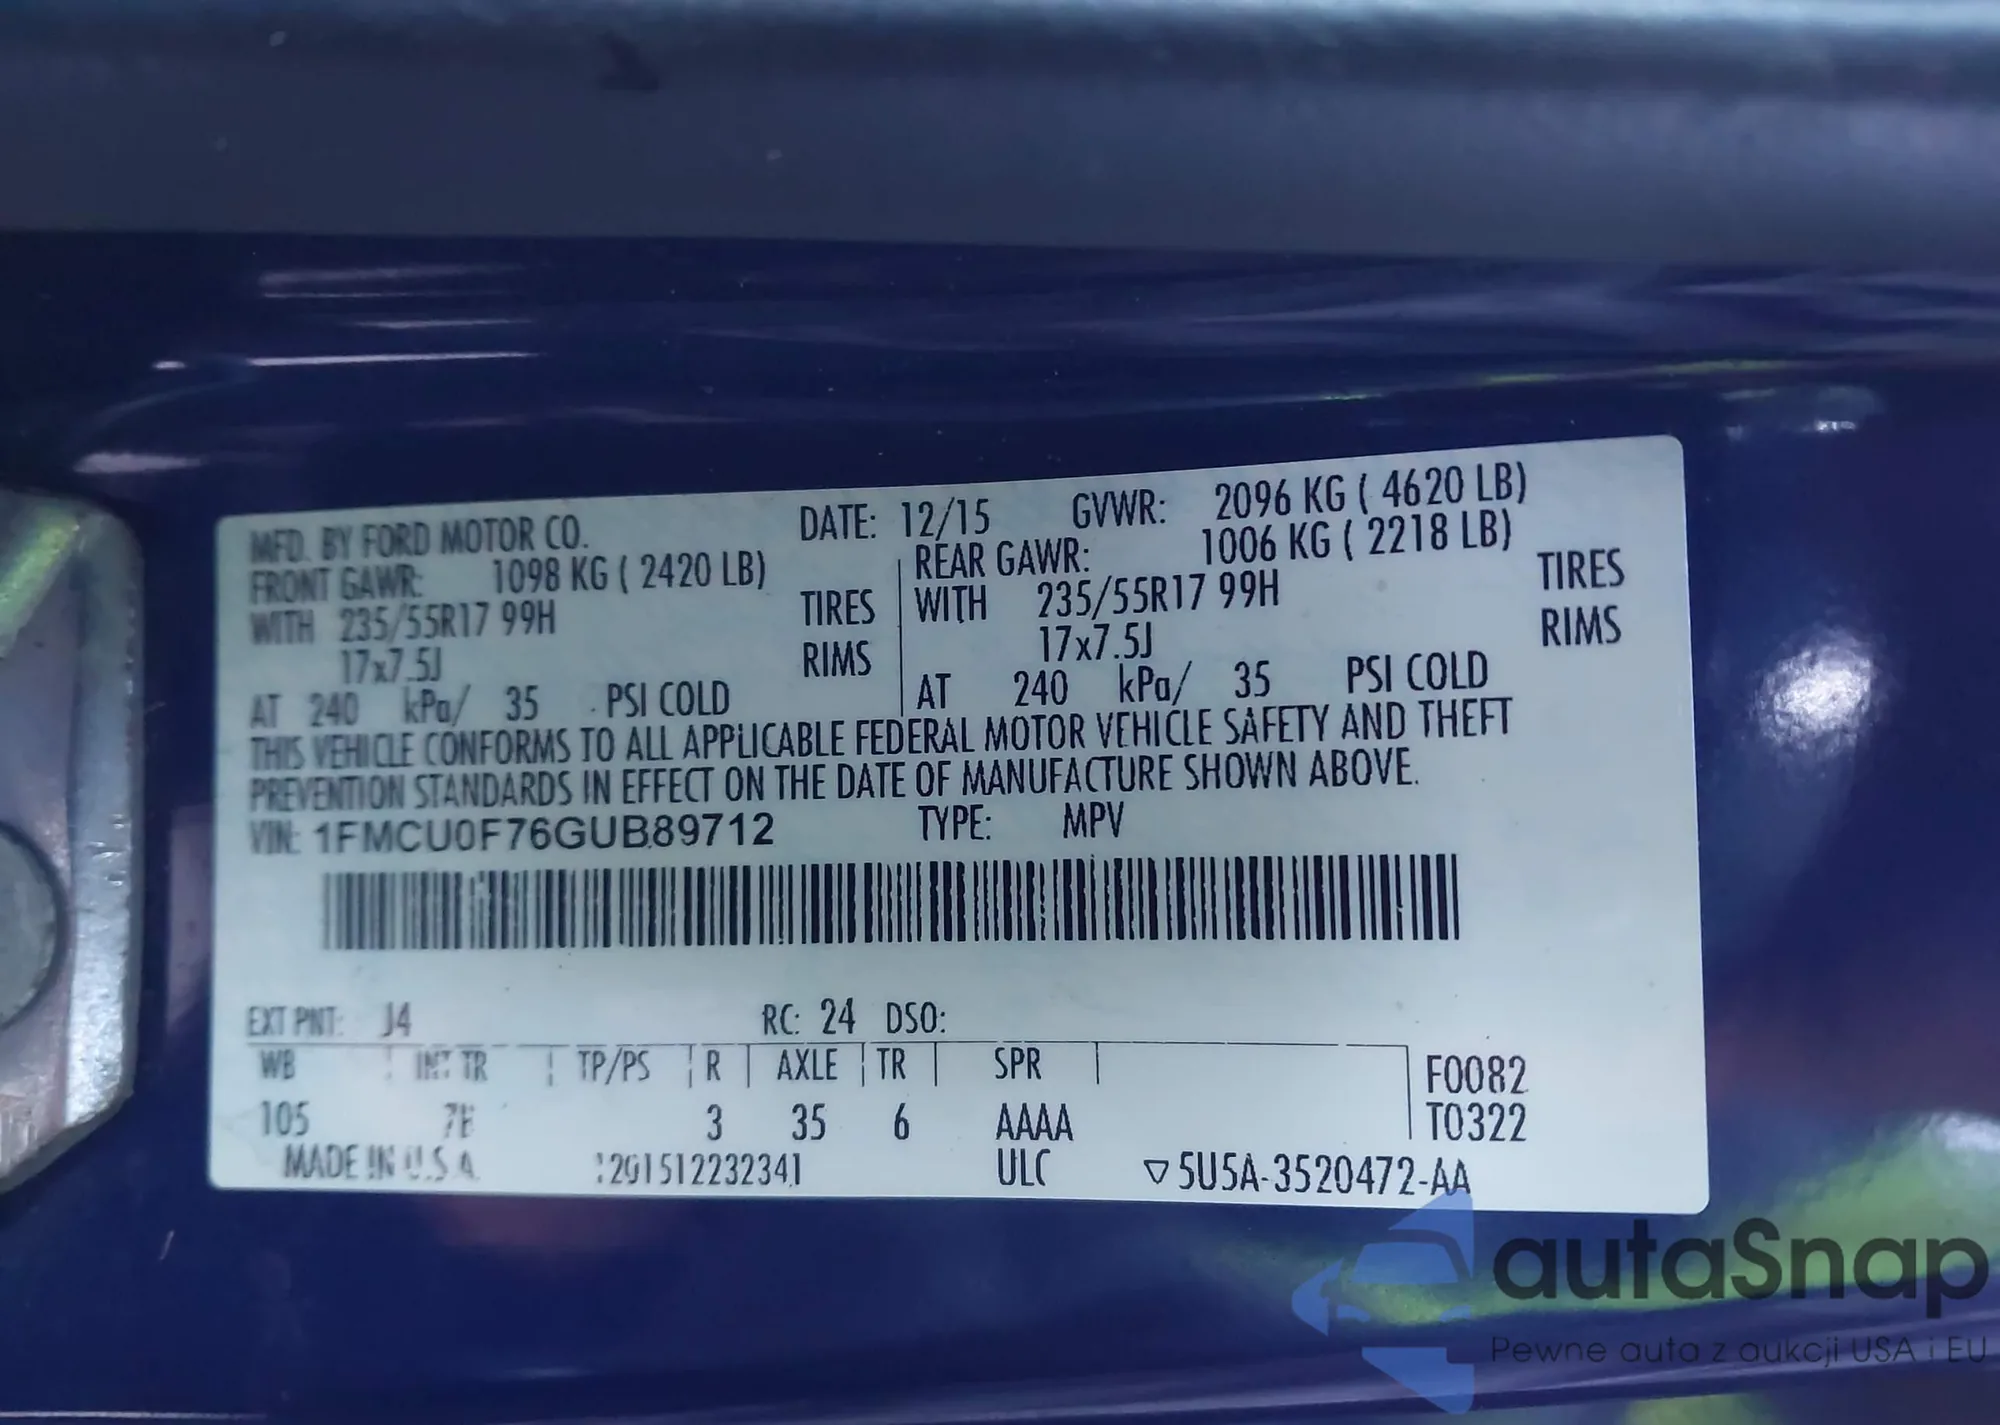 MFD. BY FORD MOTOR CO. DATE: 12/15 GVWR: 2096 KG ( 4620 LB)
FRONT GAWR: 1098 KG ( 2420 LB) REAR GAWR: 1006 KG ( 2218 LB)
WITH 235/55R17 99H TIRES WITH 235/55R17 99H TIRES
17x7.5J RIMS 17x7.5J RIMS
AT 240 kPa/ 35 PSI COLD AT 240 kPa/ 35 PSI COLD
THIS VEHICLE CONFORMS TO ALL APPLICABLE FEDERAL MOTOR VEHICLE SAFETY AND THEFT
PREVENTION STANDARDS IN EFFECT ON THE DATE OF MANUFACTURE SHOWN ABOVE.
VIN: 1FMCU0F76GUB89712 TYPE: MPV
EXT PNT: J4 RC: 24 DSO:
WB INT TR TP/PS R AXLE TR SPR F0082
105 3 35 6 AAAA T0322
MADE IN U.S.A. ULC ▽5U5A-3520472-AA
autaSnap
Pewne auta z aukcji USA i EU